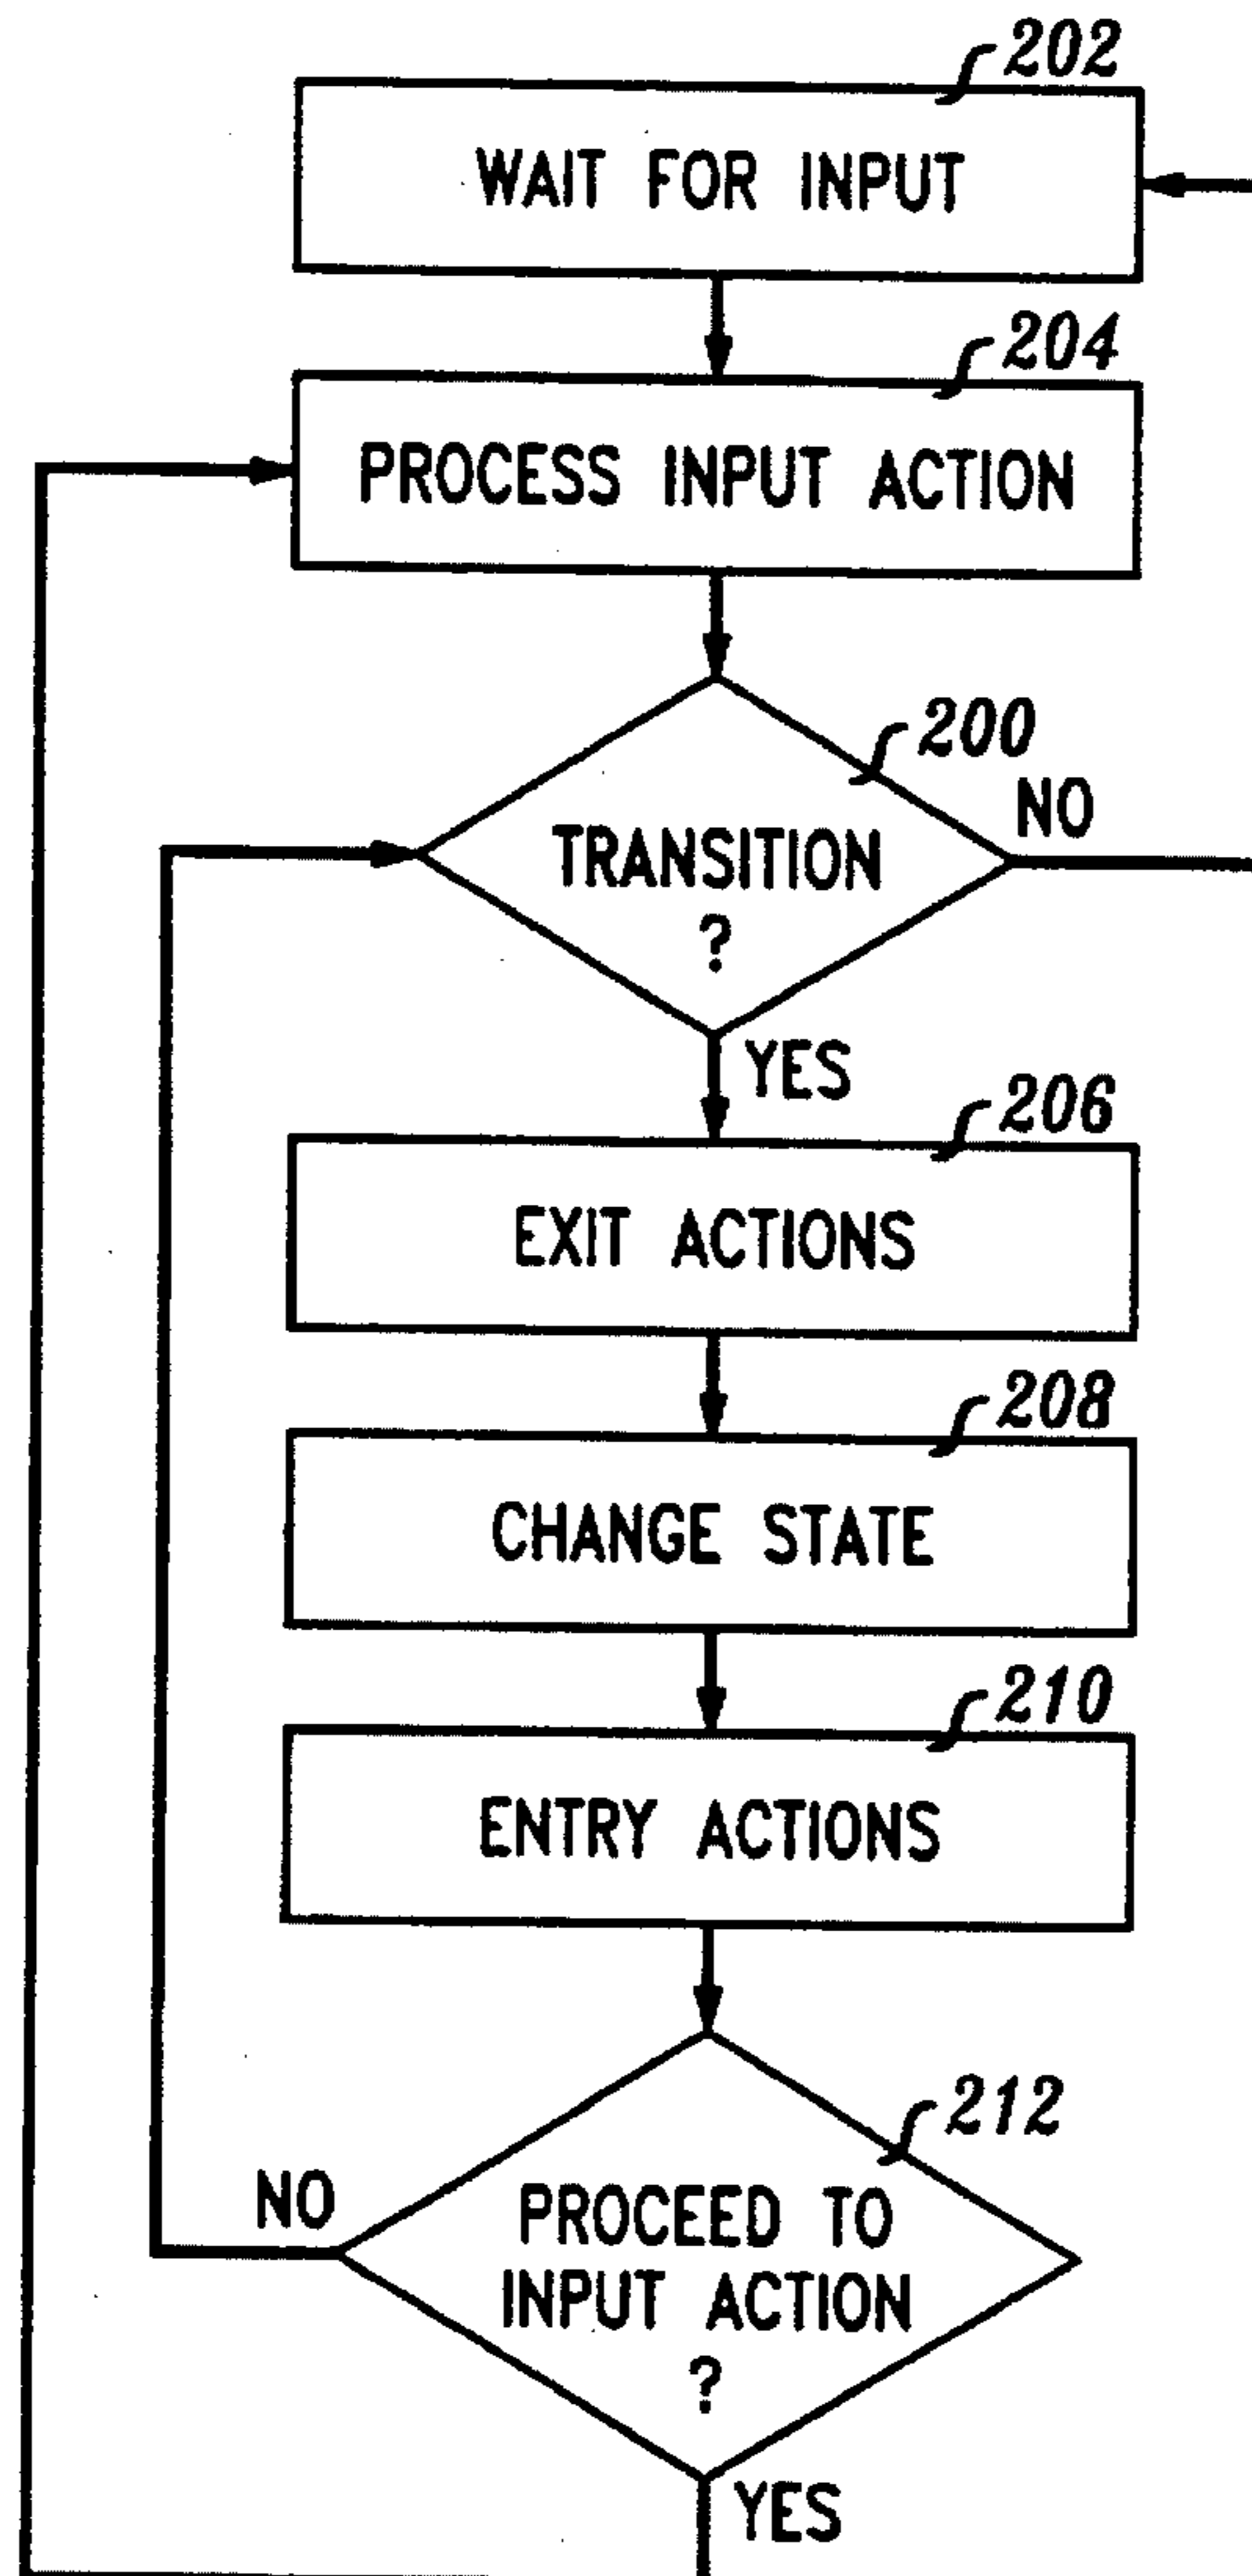 202
WAIT FOR INPUT
204
PROCESS INPUT ACTION
200
NO
TRANSITION
?
YES
206
EXIT ACTIONS
208
CHANGE STATE
210
ENTRY ACTIONS
212
NO
PROCEED TO
INPUT ACTION
?
YES